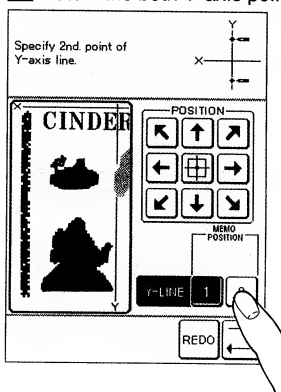 Specify 2nd. point of
Y-axis line.
Y
X
X
CINDER
Y
POSITION
MEMO
POSITION
Y-LINE
1
REDO